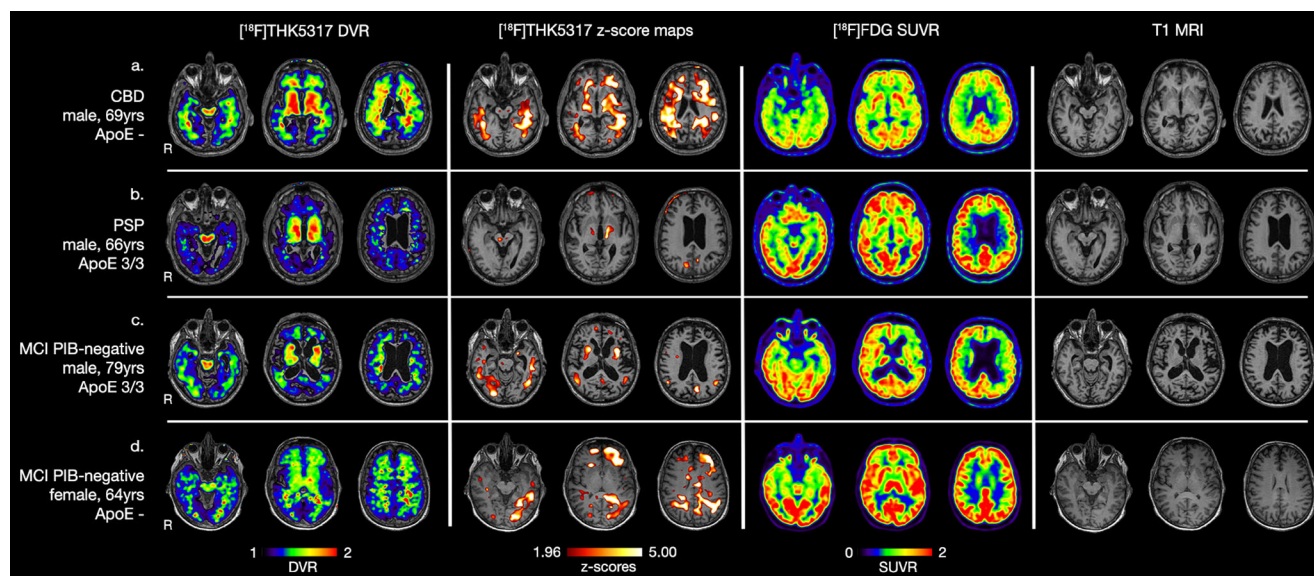 [¹⁸F]THK5317 DVR [¹⁸F]THK5317 z-score maps [¹⁸F]FDG SUVR T1 MRI
a.
CBD
male, 69yrs
ApoE -
R
b.
PSP
male, 66yrs
ApoE 3/3
R
c.
MCI PIB-negative
male, 79yrs
ApoE 3/3
R
d.
MCI PIB-negative
female, 64yrs
ApoE -
R
1 2 1.96 5.00 0 2
DVR z-scores SUVR